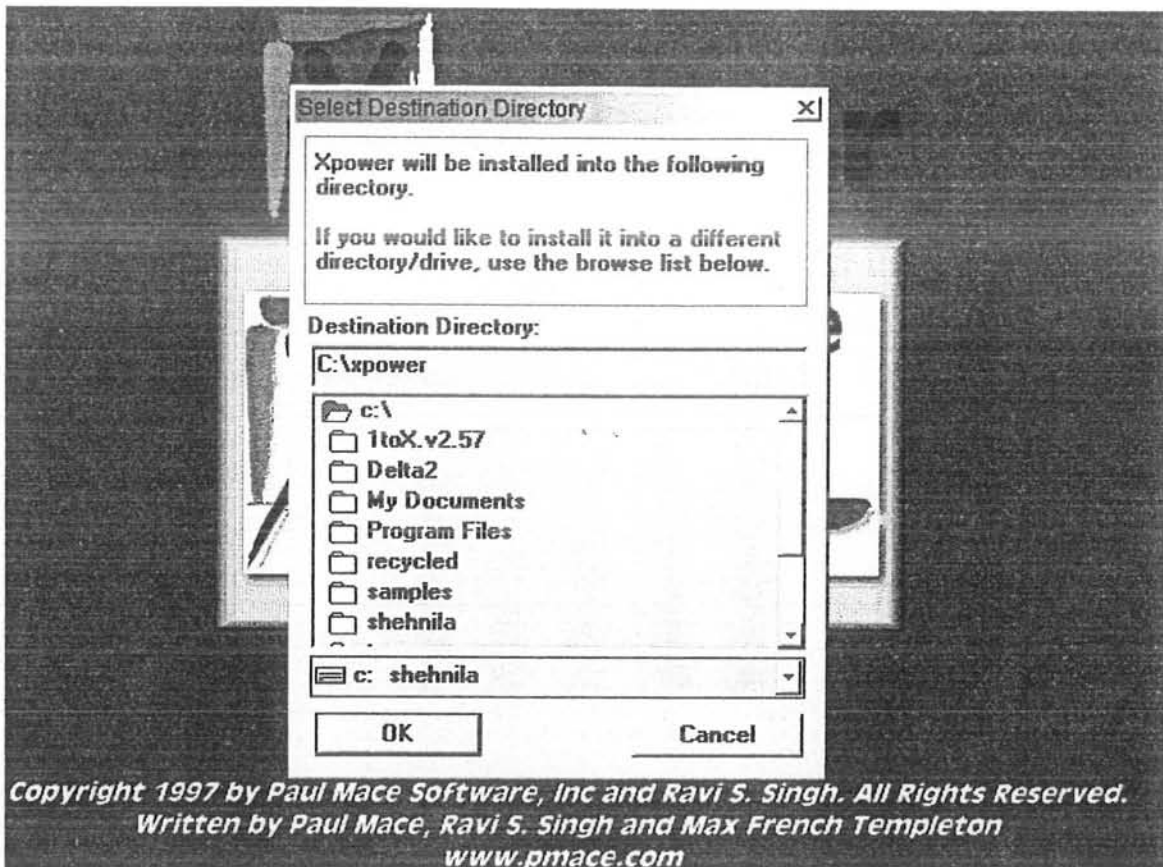 Select Destination Directory
Xpower will be installed into the following
directory.
If you would like to install it into a different
directory/drive, use the browse list below.
Destination Directory:
C:\xpower
c:\
1toX.v2.57
Delta2
My Documents
Program Files
recycled
samples
shehnila
c: shehnila
OK
Cancel
Copyright 1997 by Paul Mace Software, Inc and Ravi S. Singh. All Rights Reserved.
Written by Paul Mace, Ravi S. Singh and Max French Templeton
www.pmace.com